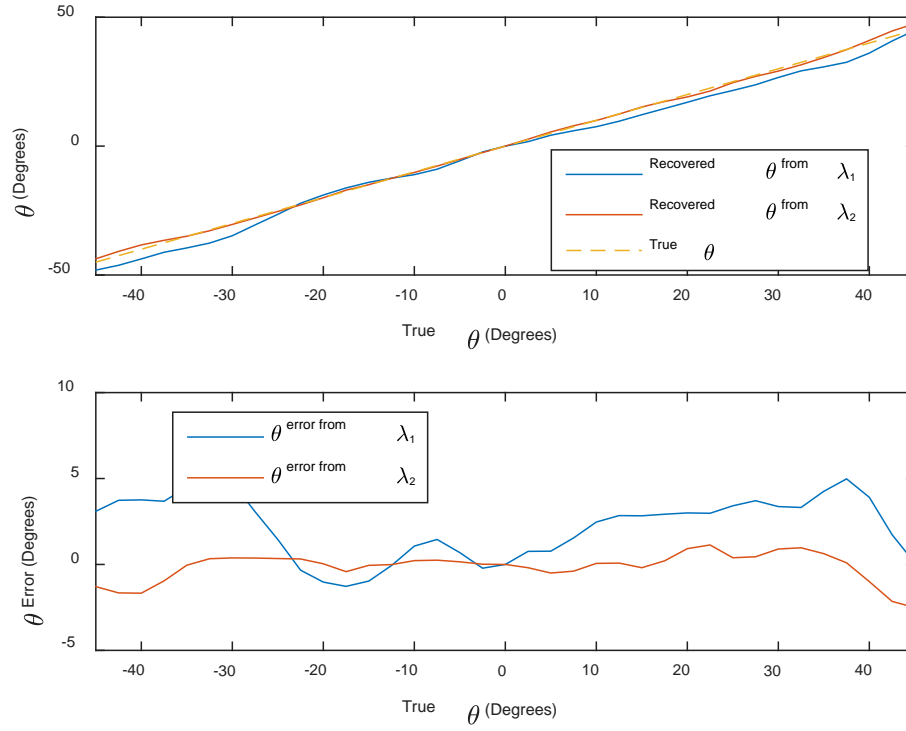 50
0
-50
θ (Degrees)
-40 -30 -20 -10 0 10 20 30 40
True θ (Degrees)
Recovered θ from λ₁
Recovered θ from λ₂
True θ
10
5
0
-5
θ Error (Degrees)
-40 -30 -20 -10 0 10 20 30 40
True θ (Degrees)
θ error from λ₁
θ error from λ₂